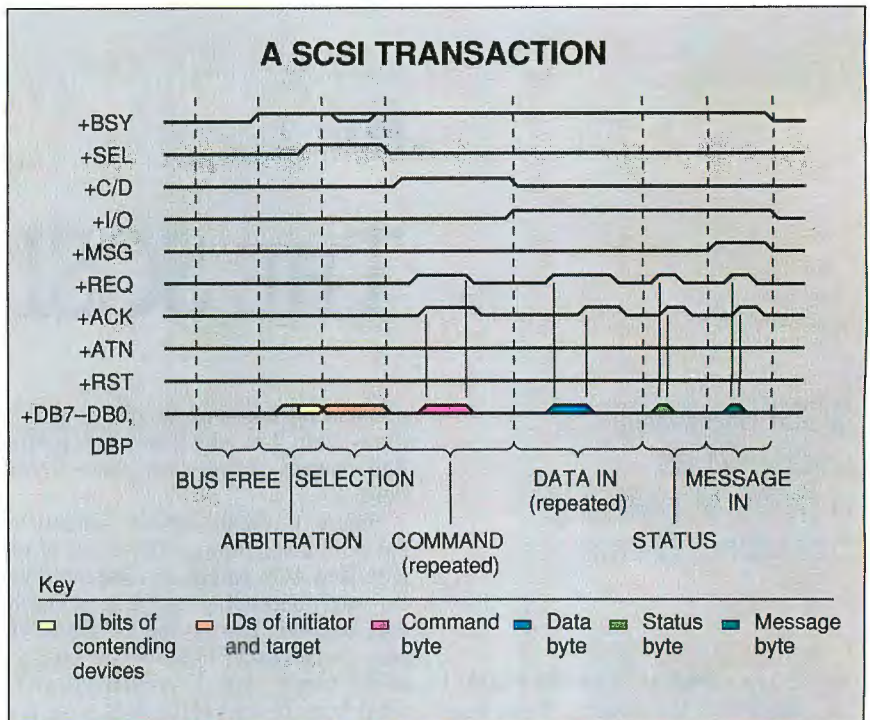 A SCSI TRANSACTION
+BSY
+SEL
+C/D
+I/O
+MSG
+REQ
+ACK
+ATN
+RST
+DB7–DB0,
DBP
BUS FREE SELECTION DATA IN MESSAGE
(repeated) IN
ARBITRATION COMMAND STATUS
(repeated)
Key
ID bits of contending devices
IDs of initiator and target
Command byte
Data byte
Status byte
Message byte